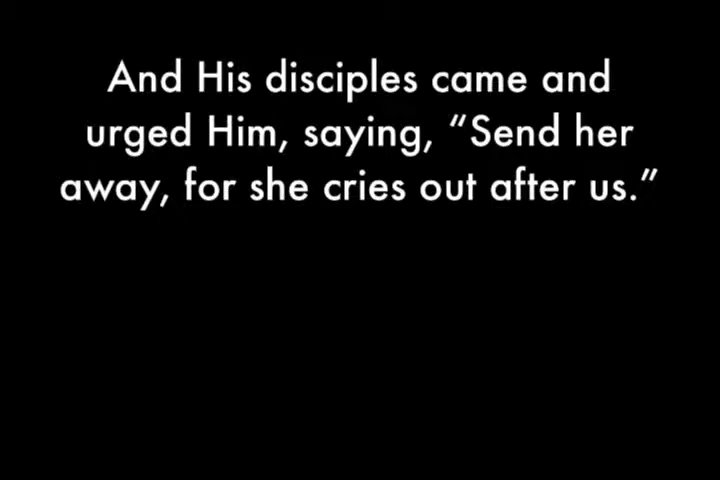 And His disciples came and
urged Him, saying, “Send her
away, for she cries out after us.”